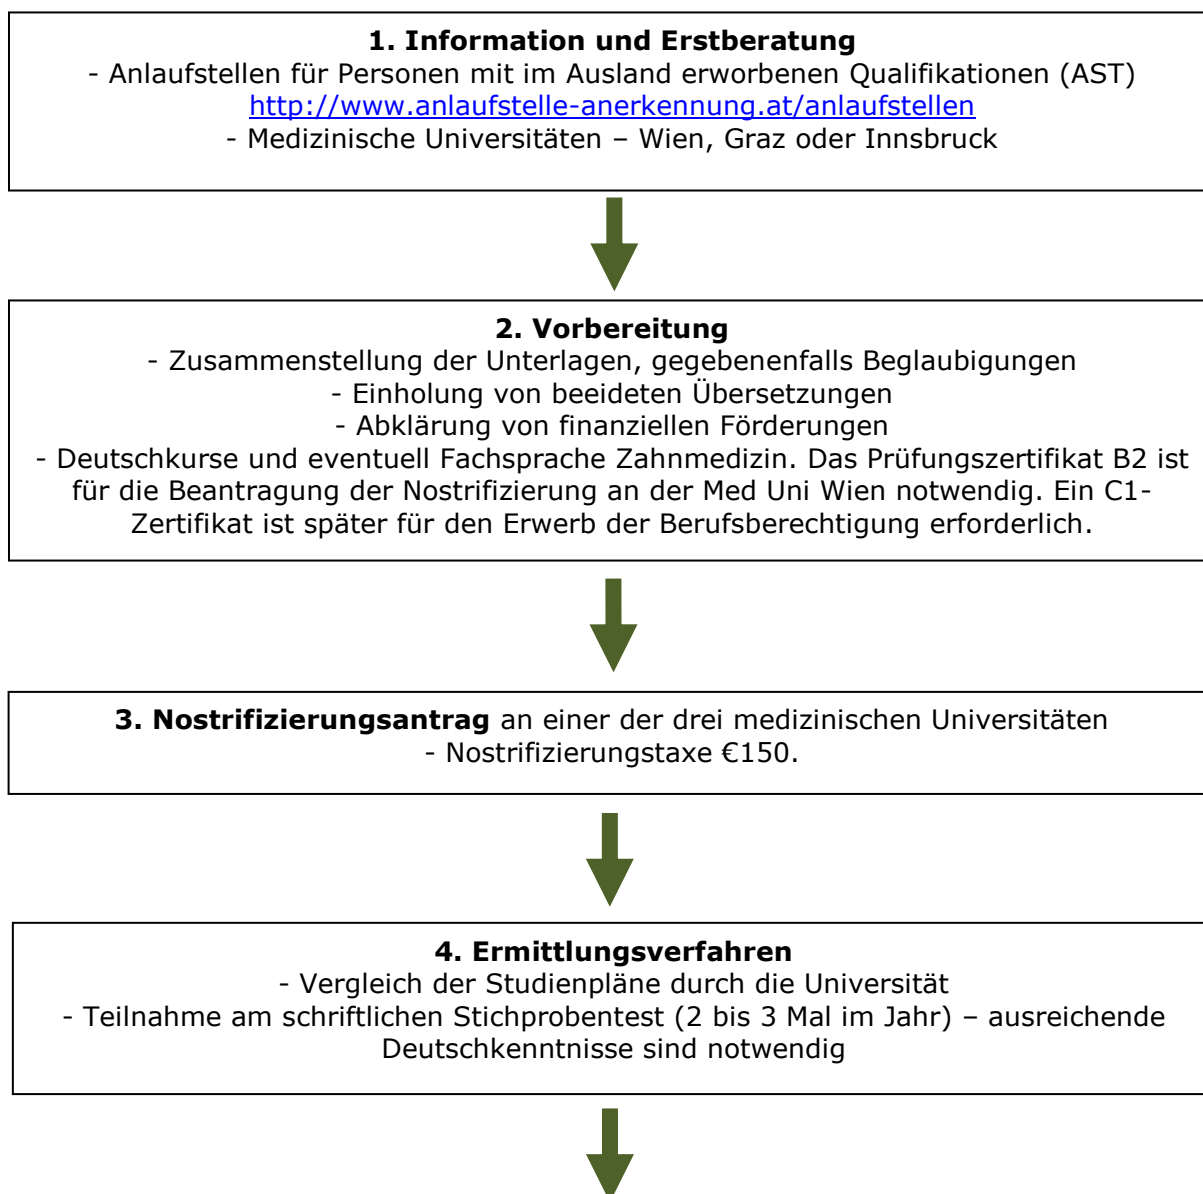 1. Information und Erstberatung
- Anlaufstellen für Personen mit im Ausland erworbenen Qualifikationen (AST)
http://www.anlaufstelle-anerkennung.at/anlaufstellen
- Medizinische Universitäten – Wien, Graz oder Innsbruck
2. Vorbereitung
- Zusammenstellung der Unterlagen, gegebenenfalls Beglaubigungen
- Einholung von beeideten Übersetzungen
- Abklärung von finanziellen Förderungen
- Deutschkurse und eventuell Fachsprache Zahnmedizin. Das Prüfungszertifikat B2 ist
für die Beantragung der Nostrifizierung an der Med Uni Wien notwendig. Ein C1-
Zertifikat ist später für den Erwerb der Berufsberechtigung erforderlich.
3. Nostrifizierungsantrag an einer der drei medizinischen Universitäten
- Nostrifizierungstaxe €150.
4. Ermittlungsverfahren
- Vergleich der Studienpläne durch die Universität
- Teilnahme am schriftlichen Stichprobentest (2 bis 3 Mal im Jahr) – ausreichende
Deutschkenntnisse sind notwendig